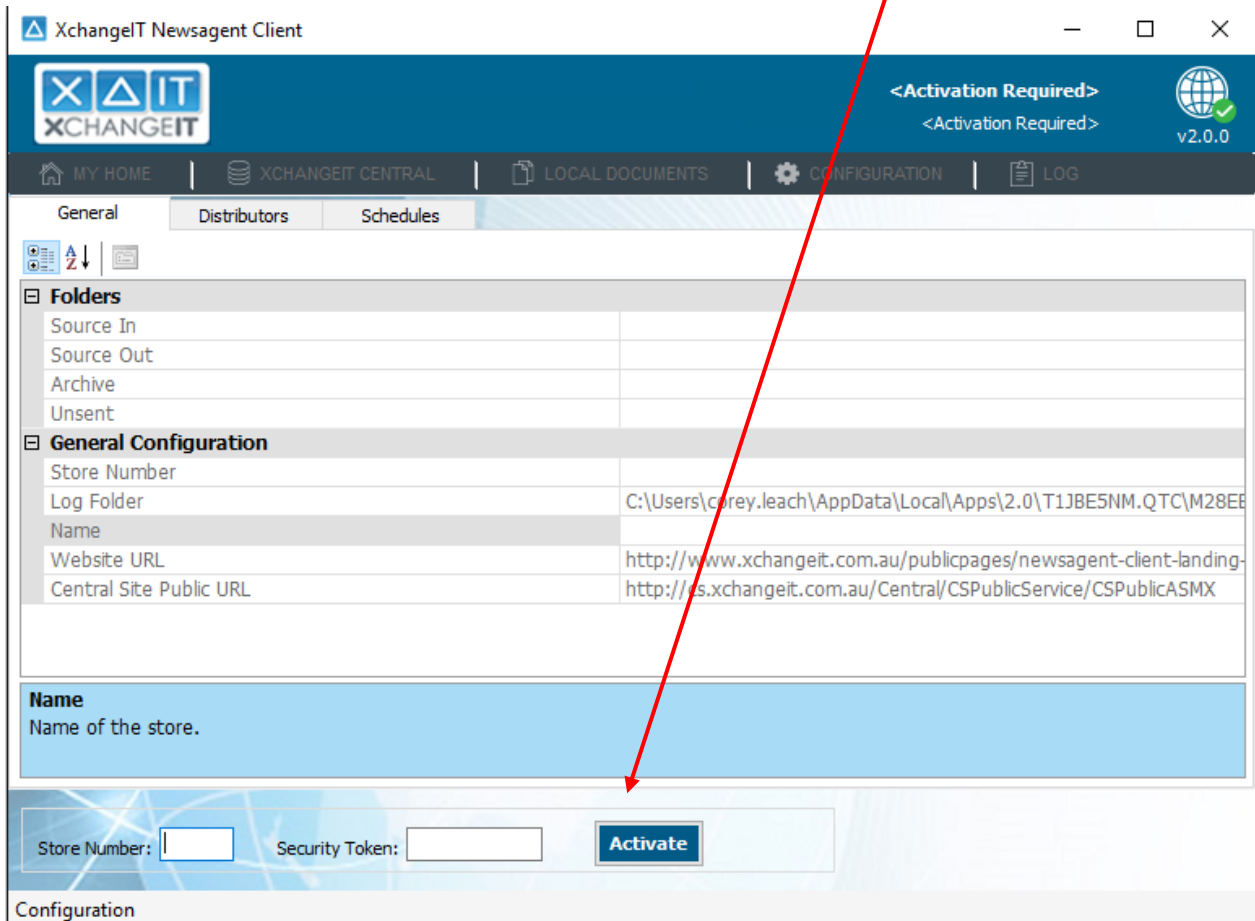 XchangeIT Newsagent Client
X IT
XCHANGEIT
<Activation Required>
<Activation Required>
v2.0.0
MY HOME XCHANGEIT CENTRAL LOCAL DOCUMENTS CONFIGURATION LOG
General Distributors Schedules
Folders
Source In
Source Out
Archive
Unsent
General Configuration
Store Number
Log Folder C:\Users\corey.leach\AppData\Local\Apps\2.0\T1JBE5NM.QTC\M28EE
Name
Website URL http://www.xchangeit.com.au/publicpages/newsagent-client-landing-
Central Site Public URL http://cs.xchangeit.com.au/Central/CSPublicService/CSPublicASMX
Name
Name of the store.
Store Number: Security Token: Activate
Configuration